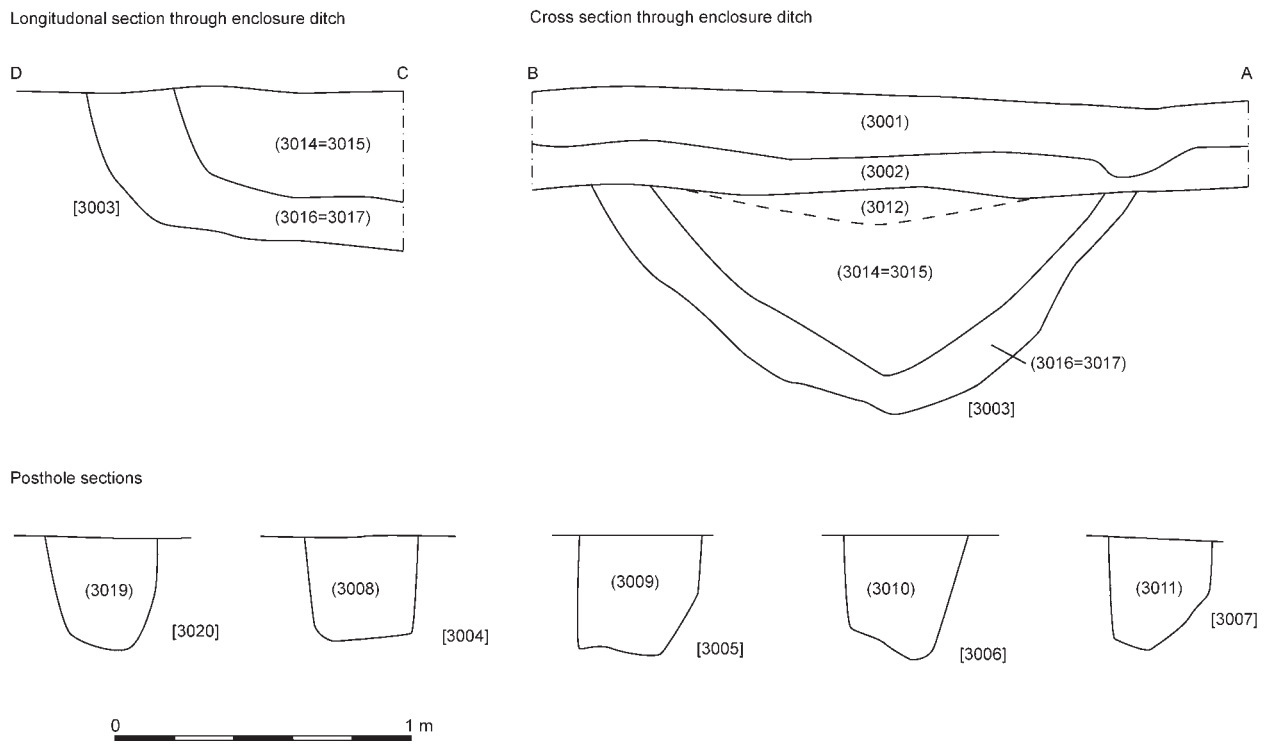 Longitudonal section through enclosure ditch
D
C
(3014=3015)
[3003]
(3016=3017)
Cross section through enclosure ditch
B
A
(3001)
(3002)
(3012)
(3014=3015)
(3016=3017)
[3003]
Posthole sections
(3019)
[3020]
(3008)
[3004]
(3009)
[3005]
(3010)
[3006]
(3011)
[3007]
0
1 m